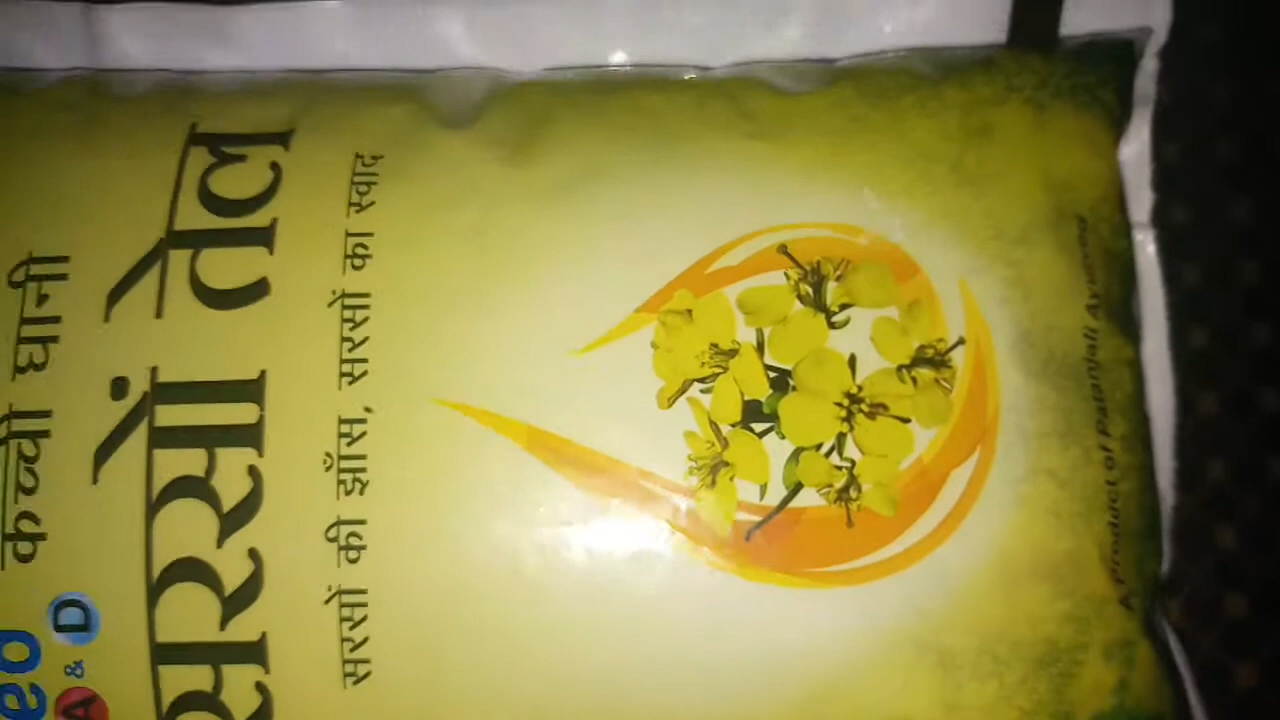 कच्ची घानी
A & D
सरसों तेल
सरसों की झाँस, सरसों का स्वाद
A Product of Patanjali Ayurved